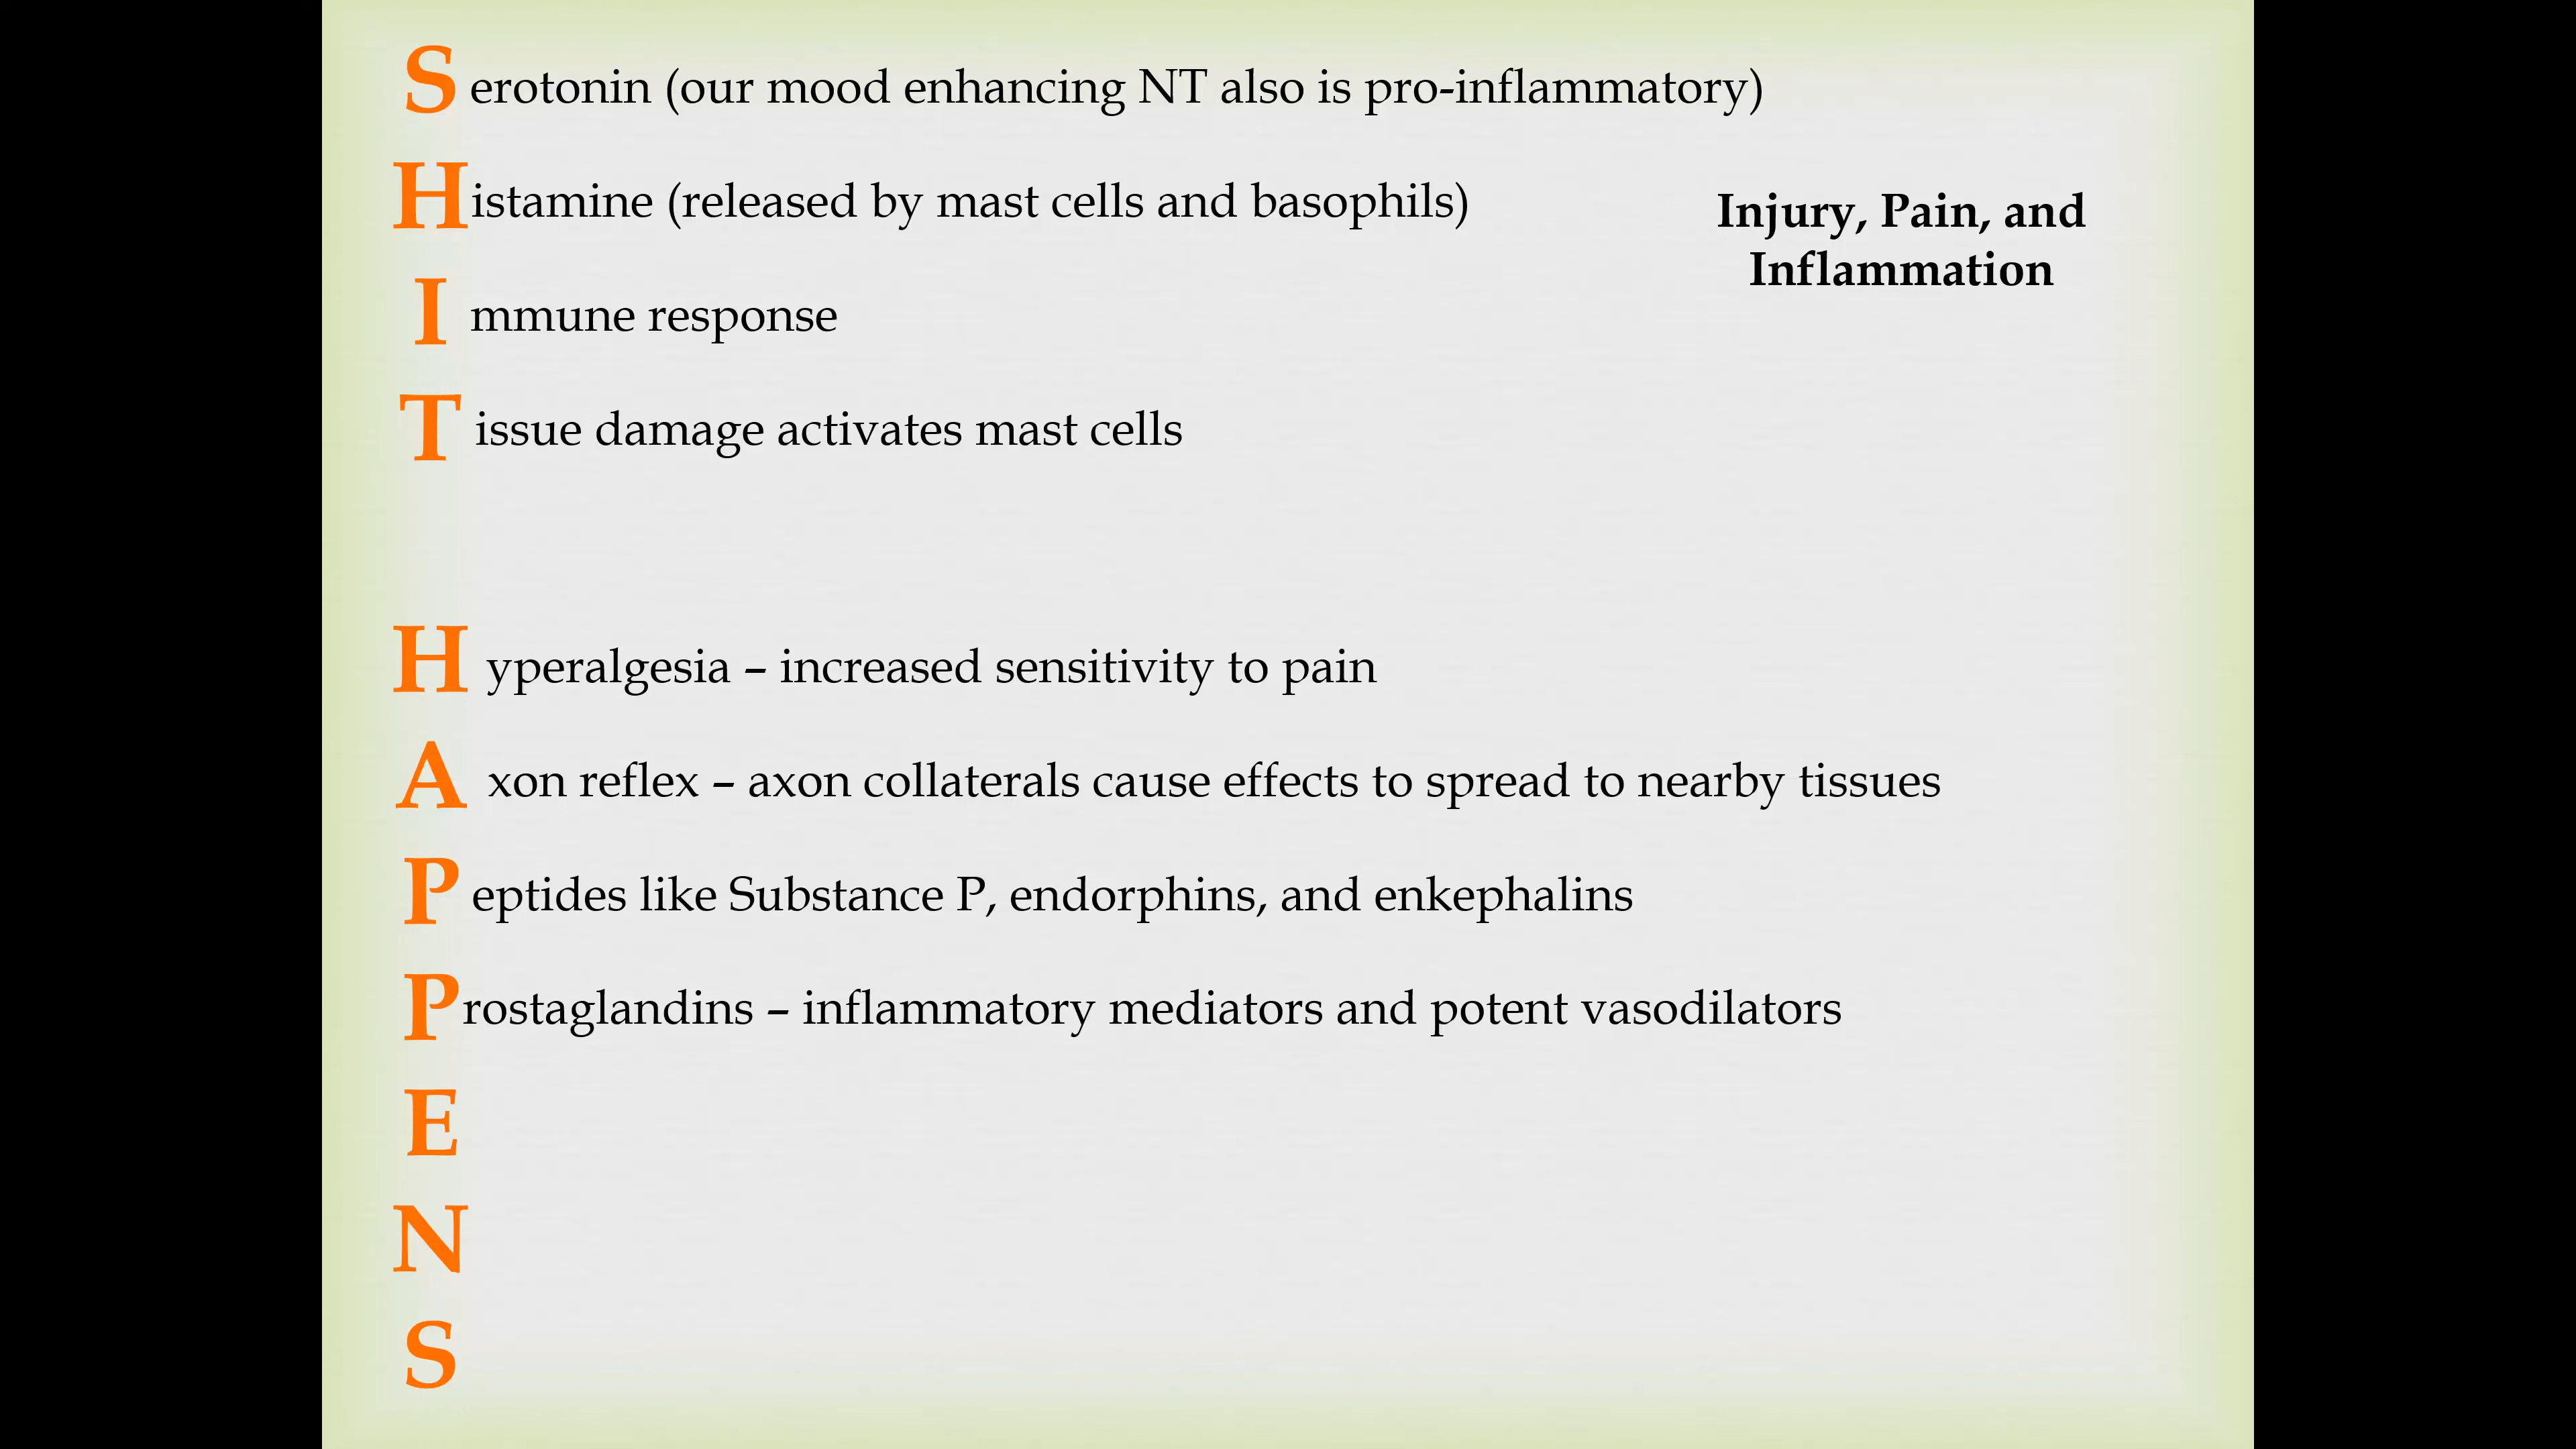 Serotonin (our mood enhancing NT also is pro-inflammatory)
Histamine (released by mast cells and basophils)
Injury, Pain, and
Inflammation
Immune response
Tissue damage activates mast cells
Hyperalgesia – increased sensitivity to pain
Axon reflex – axon collaterals cause effects to spread to nearby tissues
Peptides like Substance P, endorphins, and enkephalins
Prostaglandins – inflammatory mediators and potent vasodilators
E
N
S